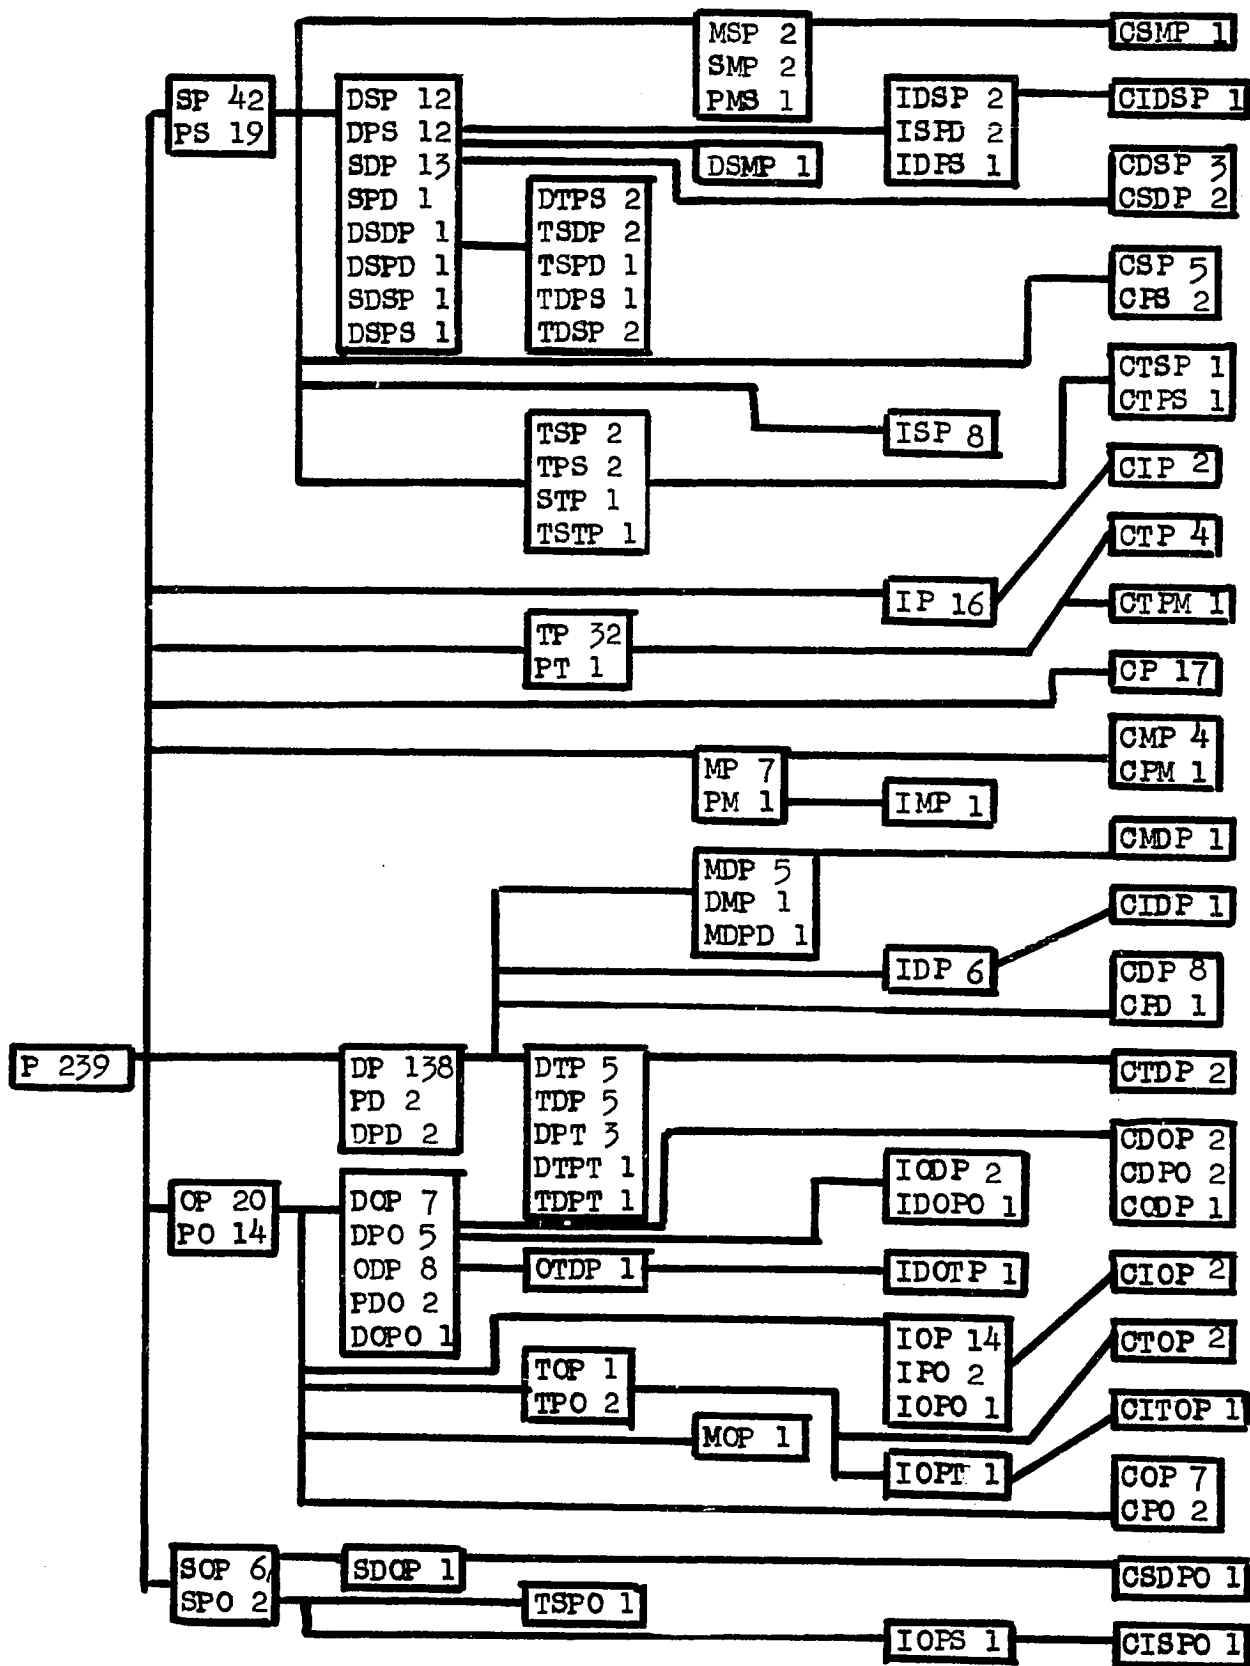 MSP 2
SMP 2
PMS 1
CSMP 1
SP 42
PS 19
DSP 12
DPS 12
SDP 13
SPD 1
DSDP 1
DSPD 1
SDSP 1
DSPS 1
IDSP 2
ISPD 2
IDPS 1
CIDSP 1
DSMP 1
CDSP 3
CSDP 2
DTPS 2
TSDP 2
TSPD 1
TDPS 1
TDSP 2
CSP 5
CPS 2
CTSP 1
CTPS 1
ISP 8
TSP 2
TPS 2
STP 1
TSTP 1
CIP 2
CTP 4
IP 16
CTPM 1
TP 32
PT 1
CP 17
MP 7
PM 1
CMP 4
CPM 1
IMP 1
CMDP 1
MDP 5
DMP 1
MDPD 1
CIDP 1
IDP 6
CDP 8
CPD 1
P 239
DP 138
PD 2
DPD 2
DTP 5
TDP 5
DPT 3
DTPT 1
TDPT 1
CTDP 2
CDOP 2
CDPO 2
CODP 1
IODP 2
IDOPO 1
OP 20
PO 14
DOP 7
DPO 5
ODP 8
PDO 2
DOPO 1
OTDP 1
IDOTP 1
CIOP 2
IOP 14
IPO 2
IOPO 1
CTOP 2
TOP 1
TPO 2
CITOP 1
MOP 1
IOPT 1
COP 7
CPO 2
SOP 6
SPO 2
SDOP 1
CSDPO 1
TSPO 1
IOPS 1
CISPO 1